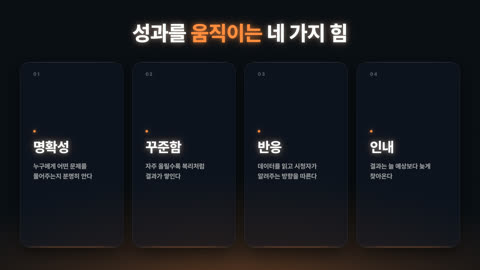 성과를 움직이는 네 가지 힘
01
명확성
누구에게 어떤 문제를
풀어주는지 분명히 안다
02
꾸준함
자주 올릴수록 복리처럼
결과가 쌓인다
03
반응
데이터를 읽고 시청자가
알려주는 방향을 따른다
04
인내
결과는 늘 예상보다 늦게
찾아온다